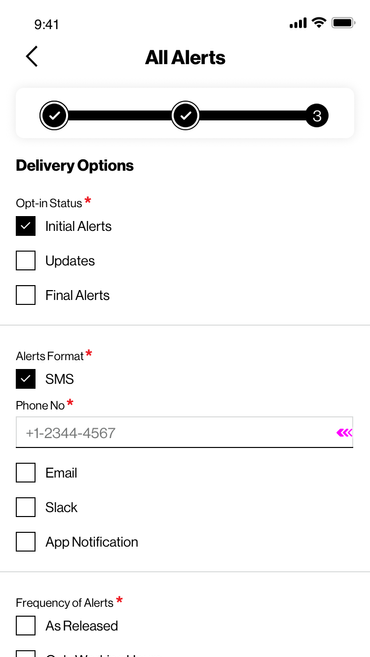 9:41
All Alerts
3
Delivery Options
Opt-in Status*
Initial Alerts
Updates
Final Alerts
Alerts Format*
SMS
Phone No*
+1-2344-4567
Email
Slack
App Notification
Frequency of Alerts*
As Released